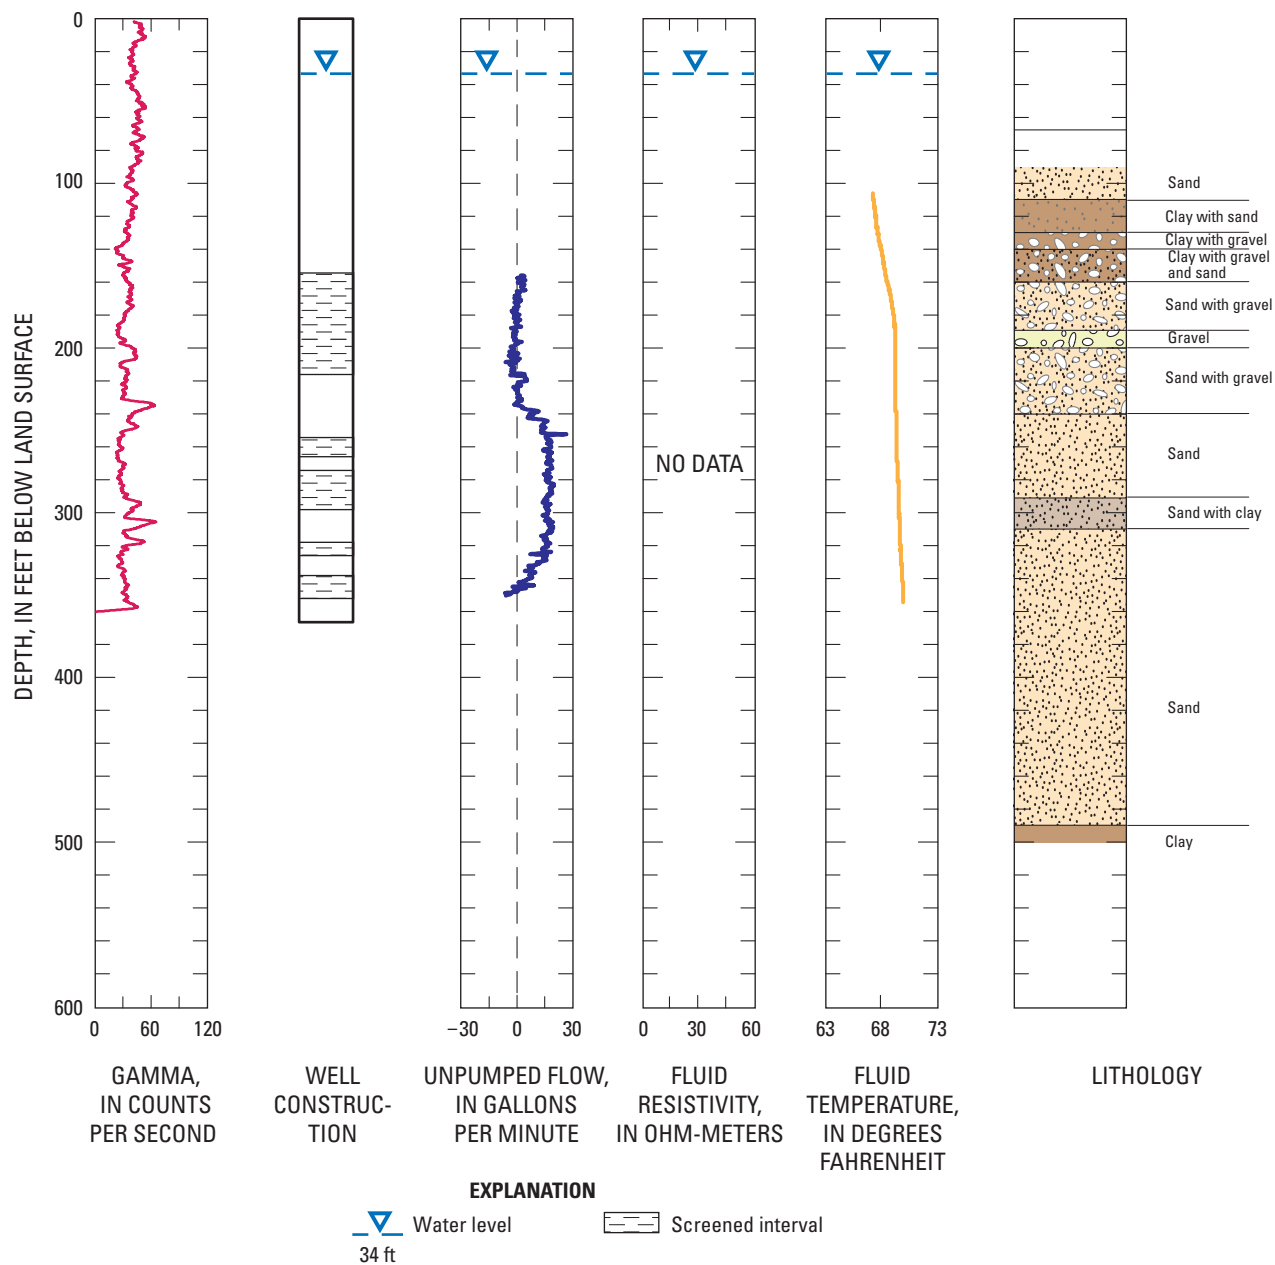 DEPTH, IN FEET BELOW LAND SURFACE
0
100
200
300
400
500
600
0 60 120
−30 0 30
0 30 60
63 68 73
NO DATA
Sand
Clay with sand
Clay with gravel
Clay with gravel
and sand
Sand with gravel
Gravel
Sand with gravel
Sand
Sand with clay
Sand
Clay
GAMMA,
IN COUNTS
PER SECOND
WELL
CONSTRUC-
TION
UNPUMPED FLOW,
IN GALLONS
PER MINUTE
FLUID
RESISTIVITY,
IN OHM-METERS
FLUID
TEMPERATURE,
IN DEGREES
FAHRENHEIT
LITHOLOGY
EXPLANATION
Water level
34 ft
Screened interval